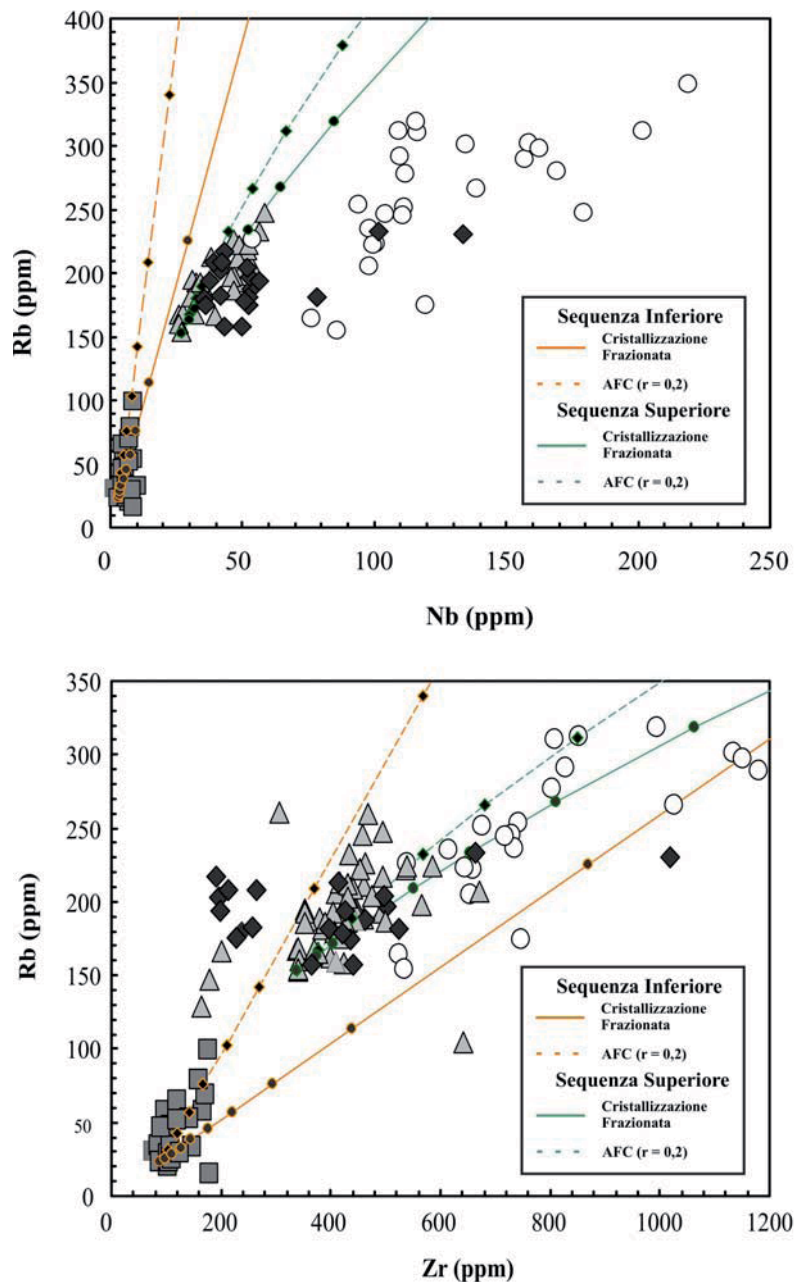 400
350
300
250
200
150
100
50
0
Rb (ppm)
0
50
100
150
200
250
Nb (ppm)
Sequenza Inferiore
Cristallizzazione
Frazionata
AFC (r = 0,2)
Sequenza Superiore
Cristallizzazione
Frazionata
AFC (r = 0,2)
350
300
250
200
150
100
50
0
Rb (ppm)
0
200
400
600
800
1000
1200
Zr (ppm)
Sequenza Inferiore
Cristallizzazione
Frazionata
AFC (r = 0,2)
Sequenza Superiore
Cristallizzazione
Frazionata
AFC (r = 0,2)